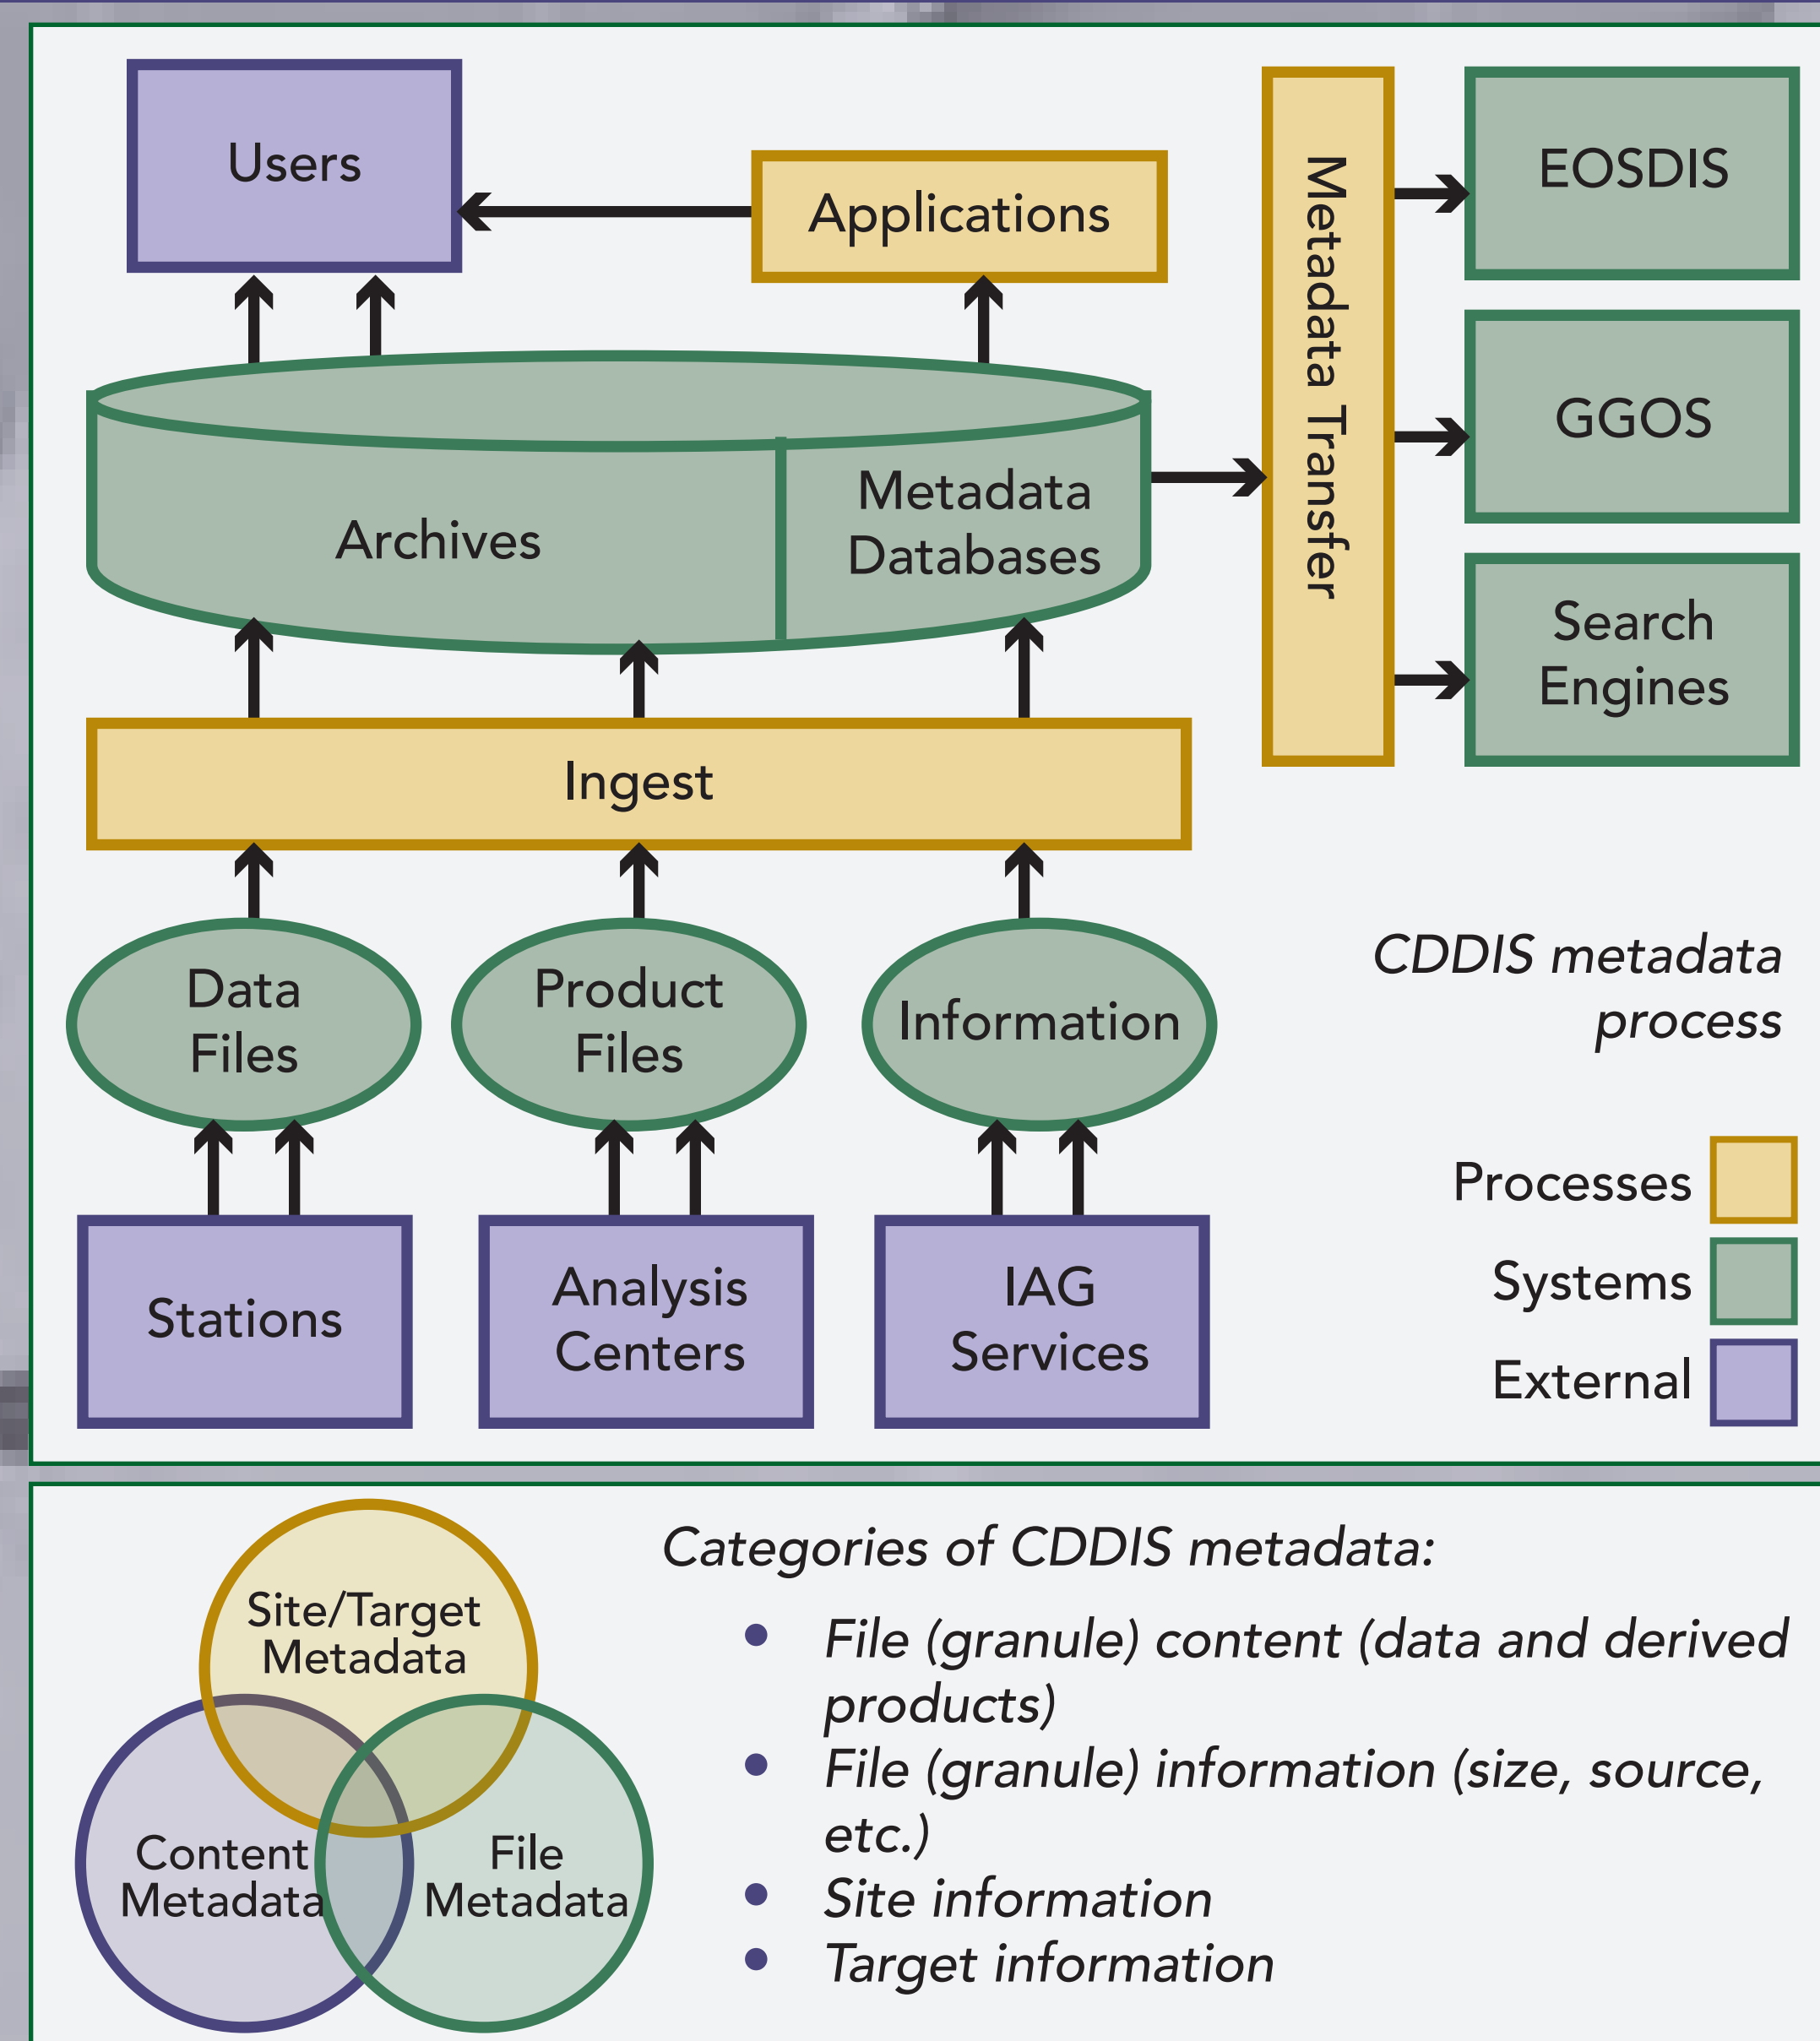 Users
Applications
Metadata Transfer
EOSDIS
GGOS
Search
Engines
Archives
Metadata
Databases
Ingest
Data
Files
Product
Files
Information
CDDIS metadata
process
Stations
Analysis
Centers
IAG
Services
Processes
Systems
External
Site/Target
Metadata
Content
Metadata
File
Metadata
Categories of CDDIS metadata:
• File (granule) content (data and derived
products)
• File (granule) information (size, source,
etc.)
• Site information
• Target information